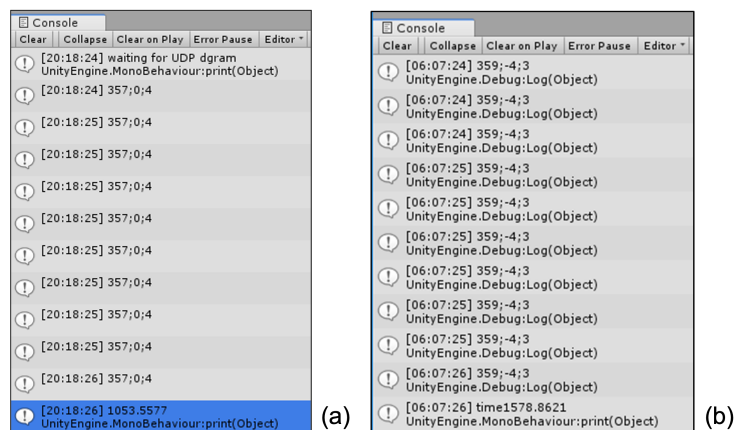 Console
Clear Collapse Clear on Play Error Pause Editor
[20:18:24] waiting for UDP dgram
UnityEngine.MonoBehaviour:print(Object)
[20:18:24] 357;0;4
[20:18:25] 357;0;4
[20:18:25] 357;0;4
[20:18:25] 357;0;4
[20:18:25] 357;0;4
[20:18:25] 357;0;4
[20:18:25] 357;0;4
[20:18:25] 357;0;4
[20:18:25] 357;0;4
[20:18:26] 357;0;4
[20:18:26] 1053.5577
UnityEngine.MonoBehaviour:print(Object)
(a)
Console
Clear Collapse Clear on Play Error Pause Editor
[06:07:24] 359;-4;3
UnityEngine.Debug:Log(Object)
[06:07:24] 359;-4;3
UnityEngine.Debug:Log(Object)
[06:07:24] 359;-4;3
UnityEngine.Debug:Log(Object)
[06:07:25] 359;-4;3
UnityEngine.Debug:Log(Object)
[06:07:25] 359;-4;3
UnityEngine.Debug:Log(Object)
[06:07:25] 359;-4;3
UnityEngine.Debug:Log(Object)
[06:07:25] 359;-4;3
UnityEngine.Debug:Log(Object)
[06:07:25] 359;-4;3
UnityEngine.Debug:Log(Object)
[06:07:25] 359;-4;3
UnityEngine.Debug:Log(Object)
[06:07:26] 359;-4;3
UnityEngine.Debug:Log(Object)
[06:07:26] time1578.8621
UnityEngine.MonoBehaviour:print(Object)
(b)